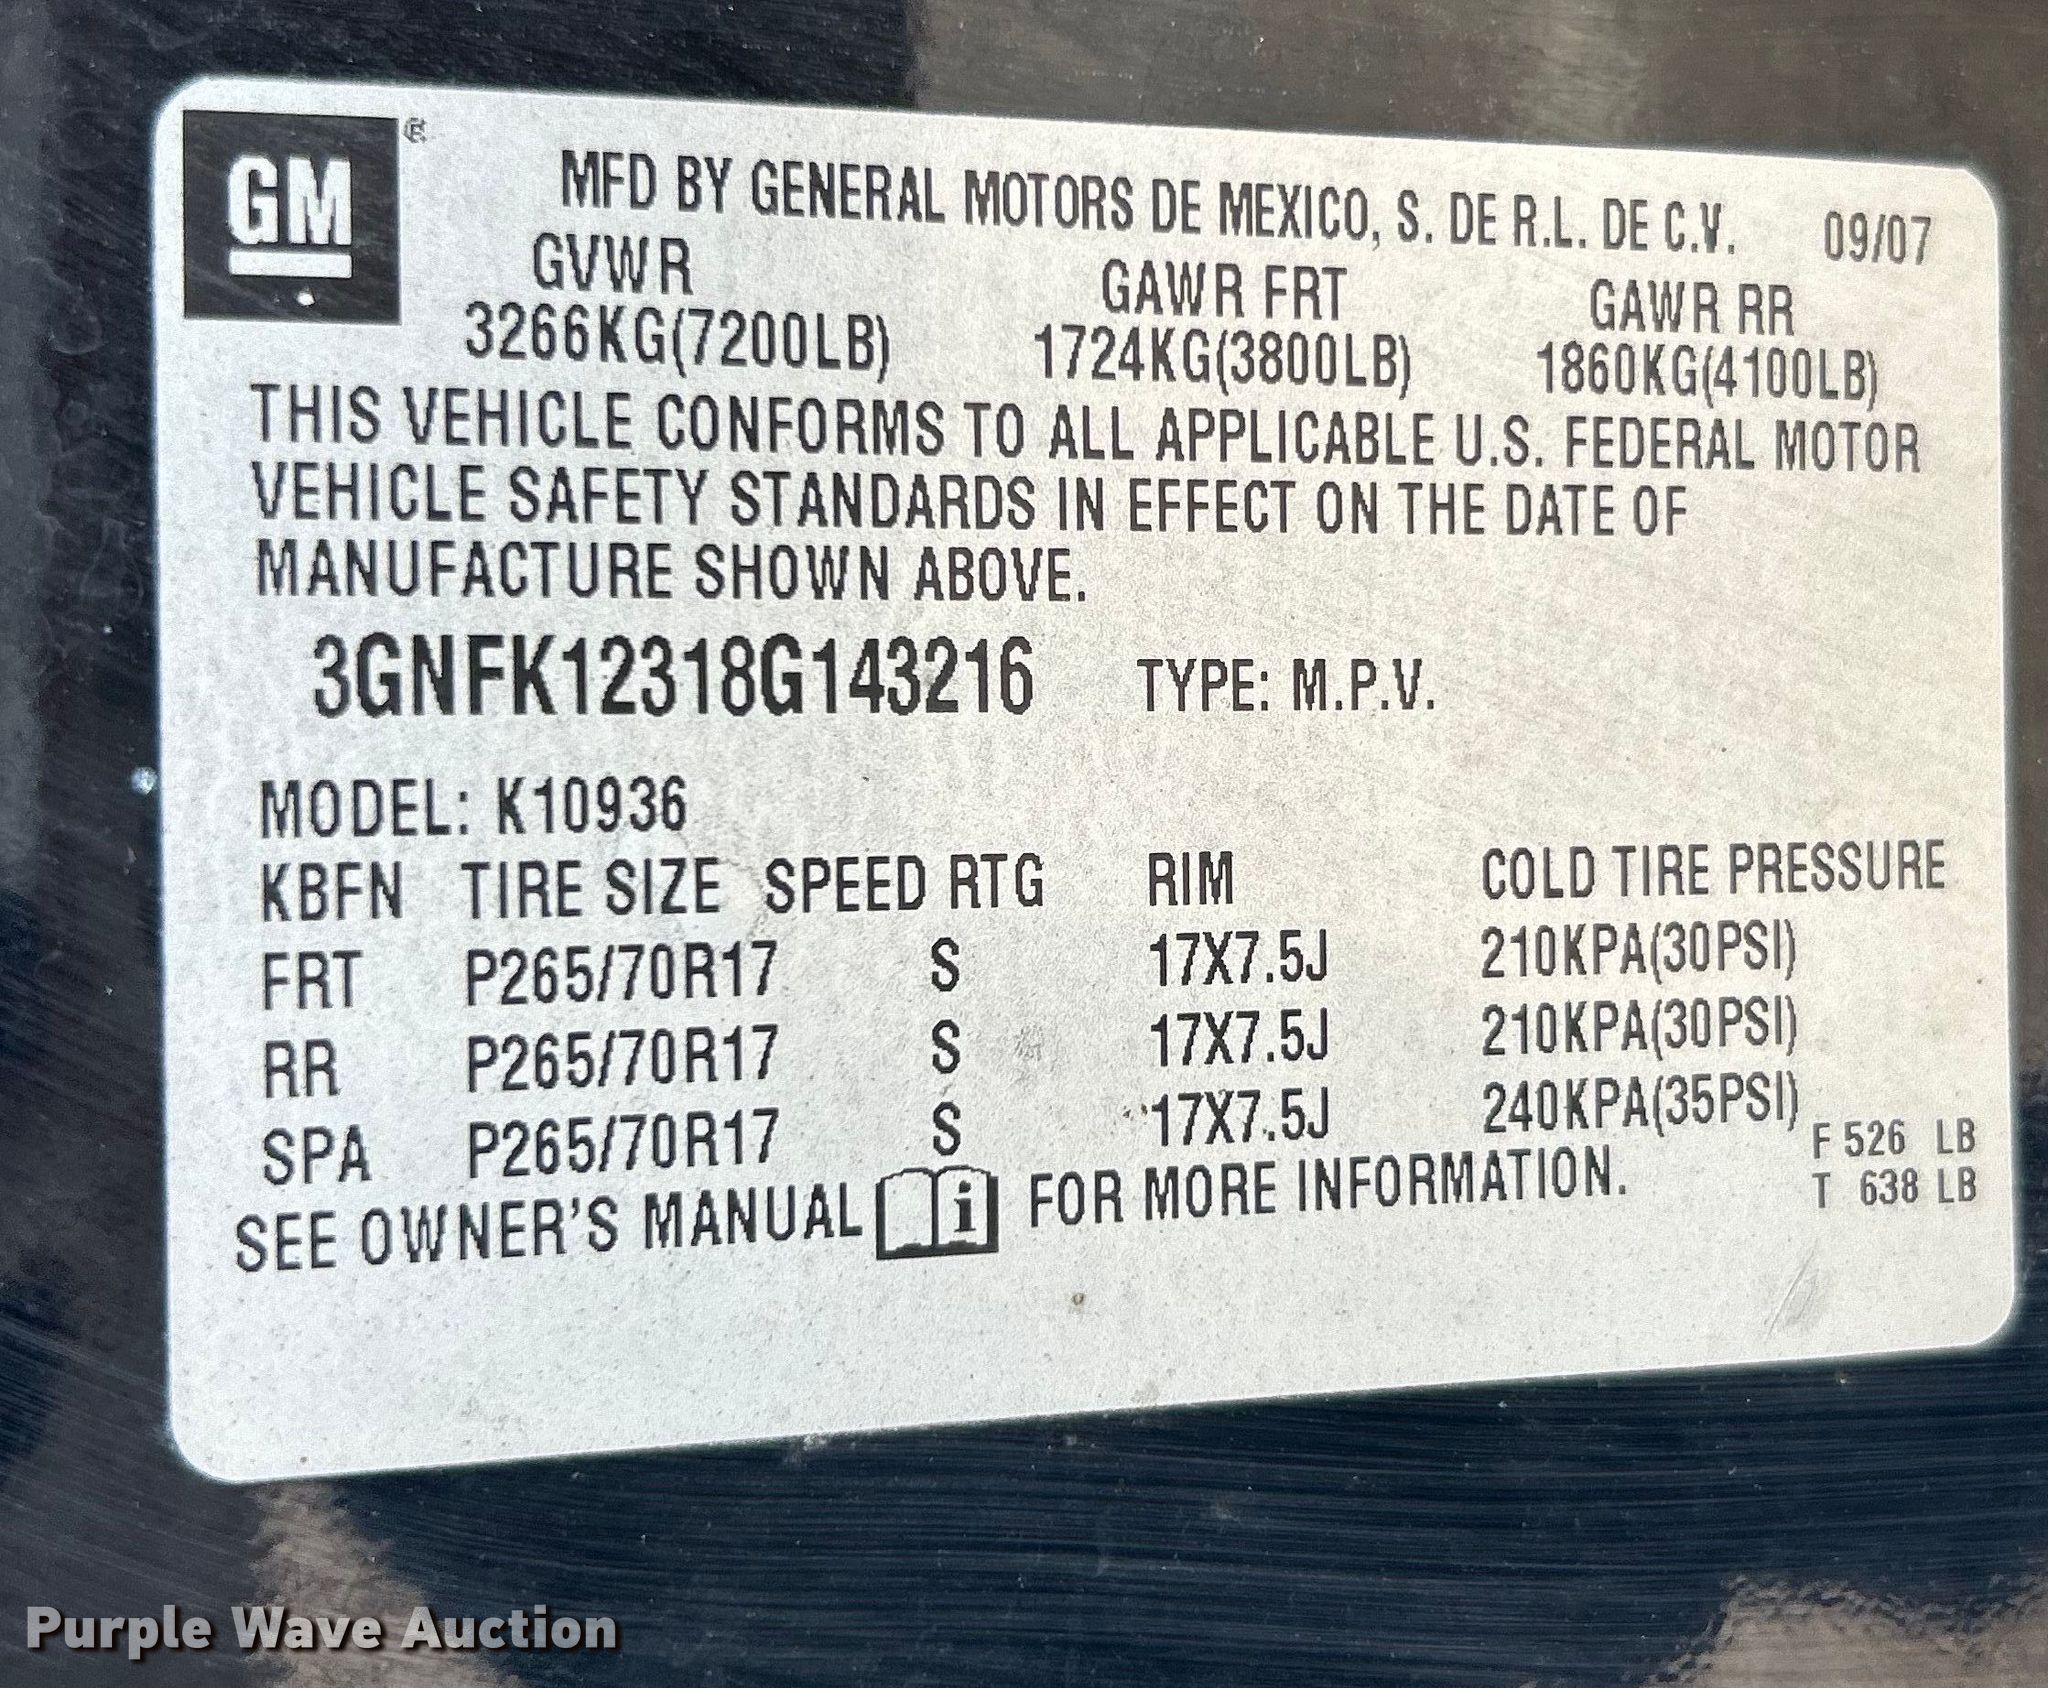 GM ®
MFD BY GENERAL MOTORS DE MEXICO, S. DE R.L. DE C.V. 09/07
GVWR GAWR FRT GAWR RR
3266KG(7200LB) 1724KG(3800LB) 1860KG(4100LB)
THIS VEHICLE CONFORMS TO ALL APPLICABLE U.S. FEDERAL MOTOR
VEHICLE SAFETY STANDARDS IN EFFECT ON THE DATE OF
MANUFACTURE SHOWN ABOVE.
3GNFK12318G143216 TYPE: M.P.V.
MODEL: K10936
KBFN TIRE SIZE SPEED RTG RIM COLD TIRE PRESSURE
FRT P265/70R17 S 17X7.5J 210KPA(30PSI)
RR P265/70R17 S 17X7.5J 210KPA(30PSI)
SPA P265/70R17 S 17X7.5J 240KPA(35PSI)
F 526 LB
T 638 LB
SEE OWNER'S MANUAL i FOR MORE INFORMATION.
Purple Wave Auction